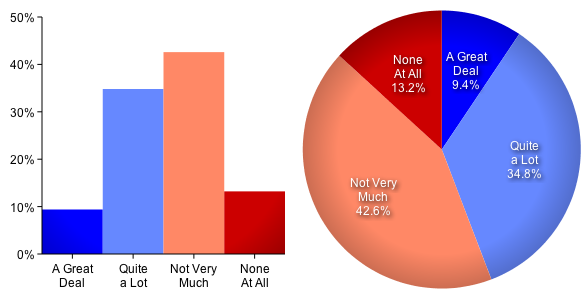 50%
40%
30%
20%
10%
0%
A Great
Deal
Quite
a Lot
Not Very
Much
None
At All
A Great
Deal
9.4%
Quite
a Lot
34.8%
Not Very
Much
42.6%
None
At All
13.2%